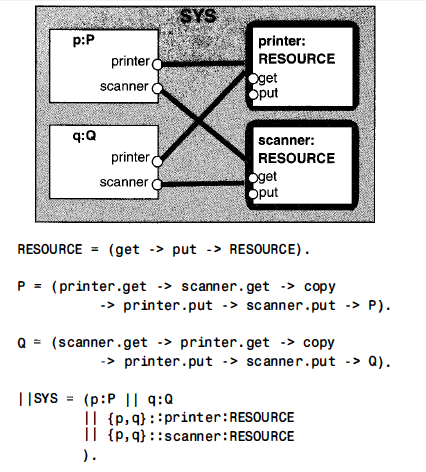 SYS
p:P
printer
scanner
printer:
RESOURCE
get
put
q:Q
printer
scanner
scanner:
RESOURCE
get
put
RESOURCE = (get -> put -> RESOURCE).
P = (printer.get -> scanner.get -> copy
-> printer.put -> scanner.put -> P).
Q = (scanner.get -> printer.get -> copy
-> printer.put -> scanner.put -> Q).
||SYS = (p:P || q:Q
|| {p,q}::printer:RESOURCE
|| {p,q}::scanner:RESOURCE
).